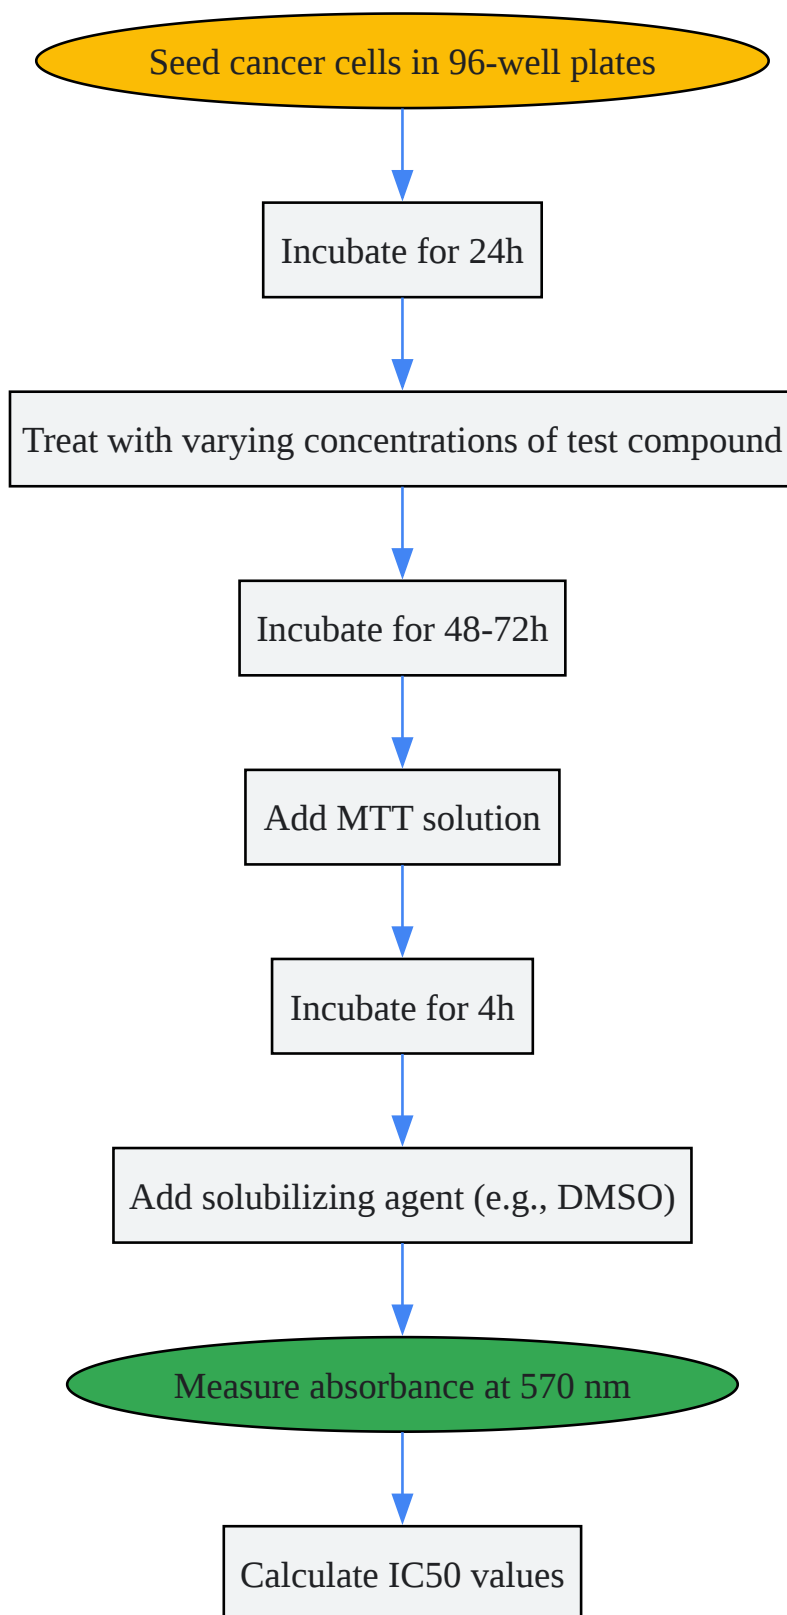 Seed cancer cells in 96-well plates
Incubate for 24h
Treat with varying concentrations of test compound
Incubate for 48-72h
Add MTT solution
Incubate for 4h
Add solubilizing agent (e.g., DMSO)
Measure absorbance at 570 nm
Calculate IC50 values